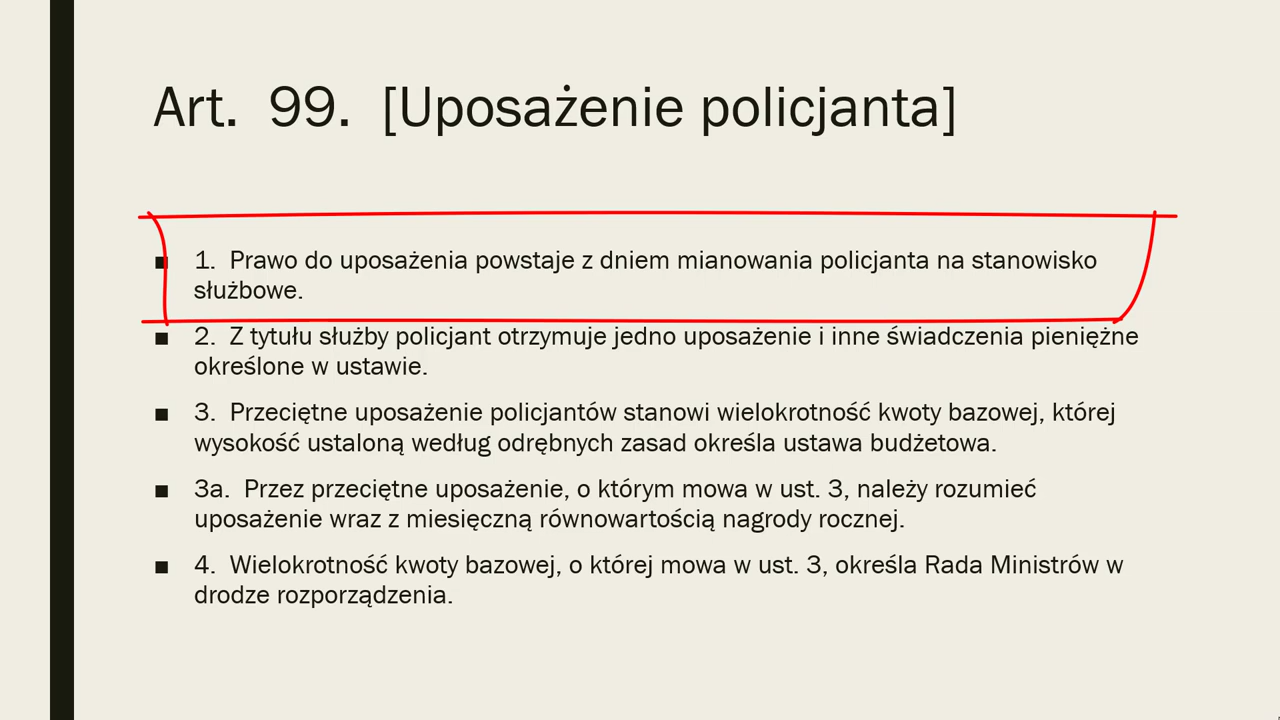 Art. 99. [Uposażenie policjanta]
1. Prawo do uposażenia powstaje z dniem mianowania policjanta na stanowisko
służbowe.
2. Z tytułu służby policjant otrzymuje jedno uposażenie i inne świadczenia pieniężne
określone w ustawie.
3. Przeciętne uposażenie policjantów stanowi wielokrotność kwoty bazowej, której
wysokość ustaloną według odrębnych zasad określa ustawa budżetowa.
3a. Przez przeciętne uposażenie, o którym mowa w ust. 3, należy rozumieć
uposażenie wraz z miesięczną równowartością nagrody rocznej.
4. Wielokrotność kwoty bazowej, o której mowa w ust. 3, określa Rada Ministrów w
drodze rozporządzenia.